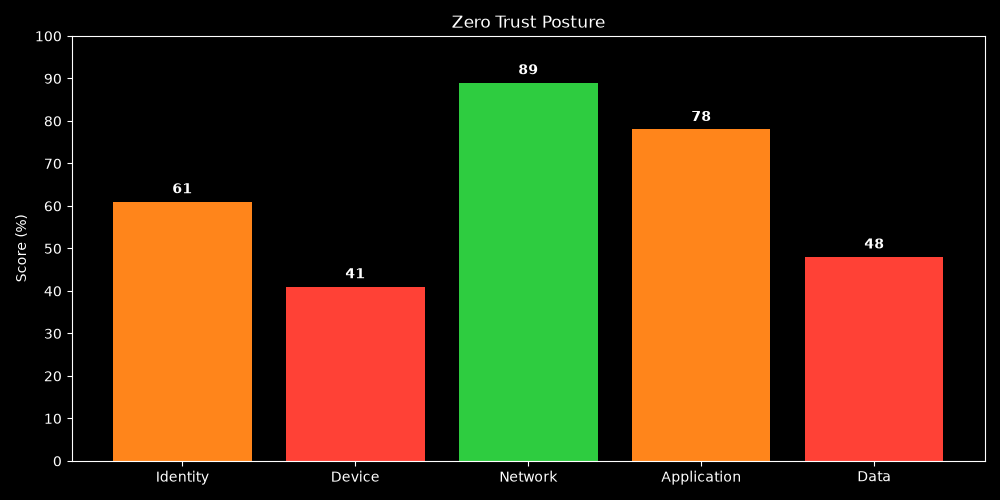 Zero Trust Posture
Score (%)
100
90
80
70
60
50
40
30
20
10
0
61
41
89
78
48
Identity
Device
Network
Application
Data